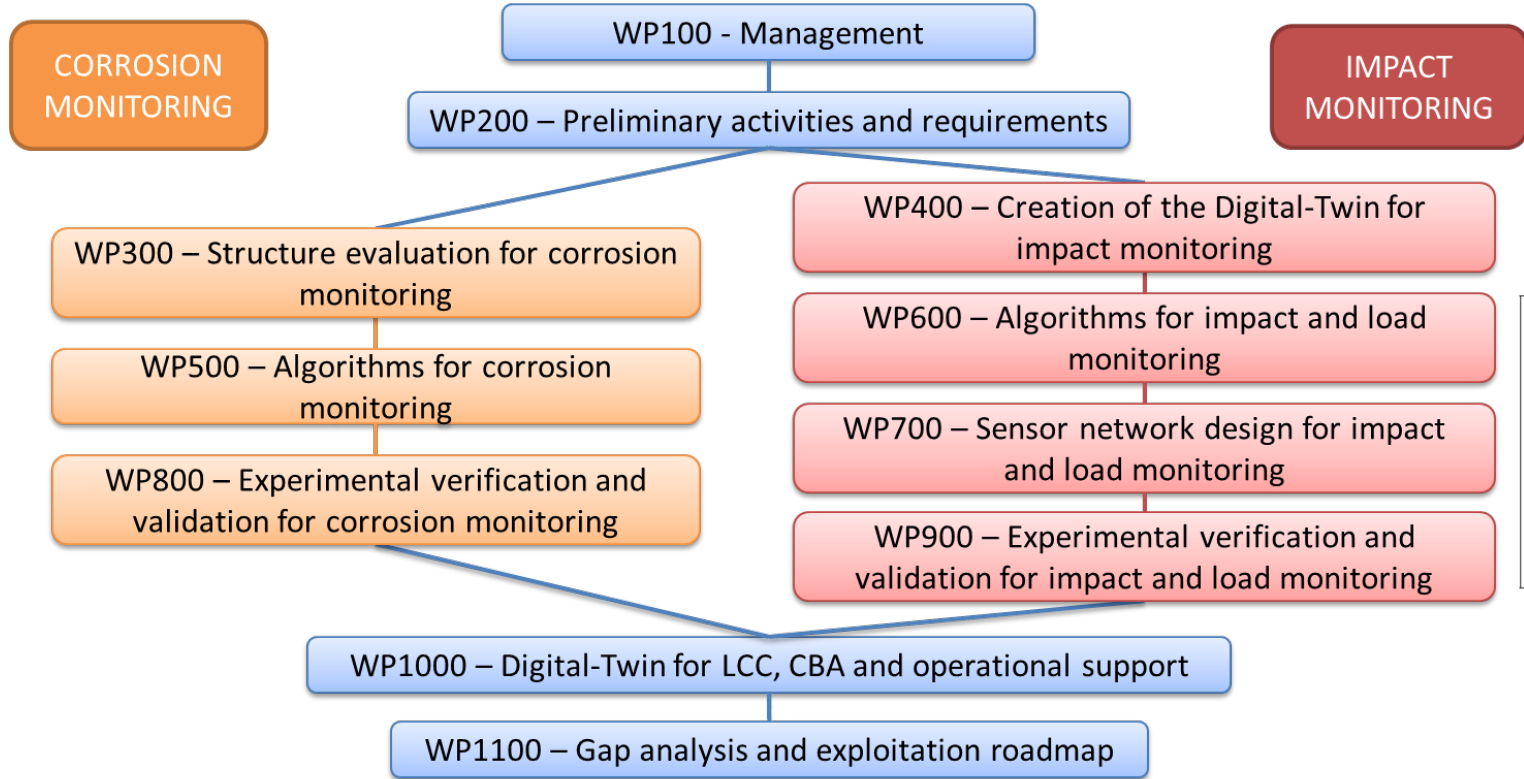 CORROSION
MONITORING
WP100 - Management
IMPACT
MONITORING
WP200 – Preliminary activities and requirements
WP300 – Structure evaluation for corrosion
monitoring
WP500 – Algorithms for corrosion
monitoring
WP800 – Experimental verification and
validation for corrosion monitoring
WP400 – Creation of the Digital-Twin for
impact monitoring
WP600 – Algorithms for impact and load
monitoring
WP700 – Sensor network design for impact
and load monitoring
WP900 – Experimental verification and
validation for impact and load monitoring
WP1000 – Digital-Twin for LCC, CBA and operational support
WP1100 – Gap analysis and exploitation roadmap